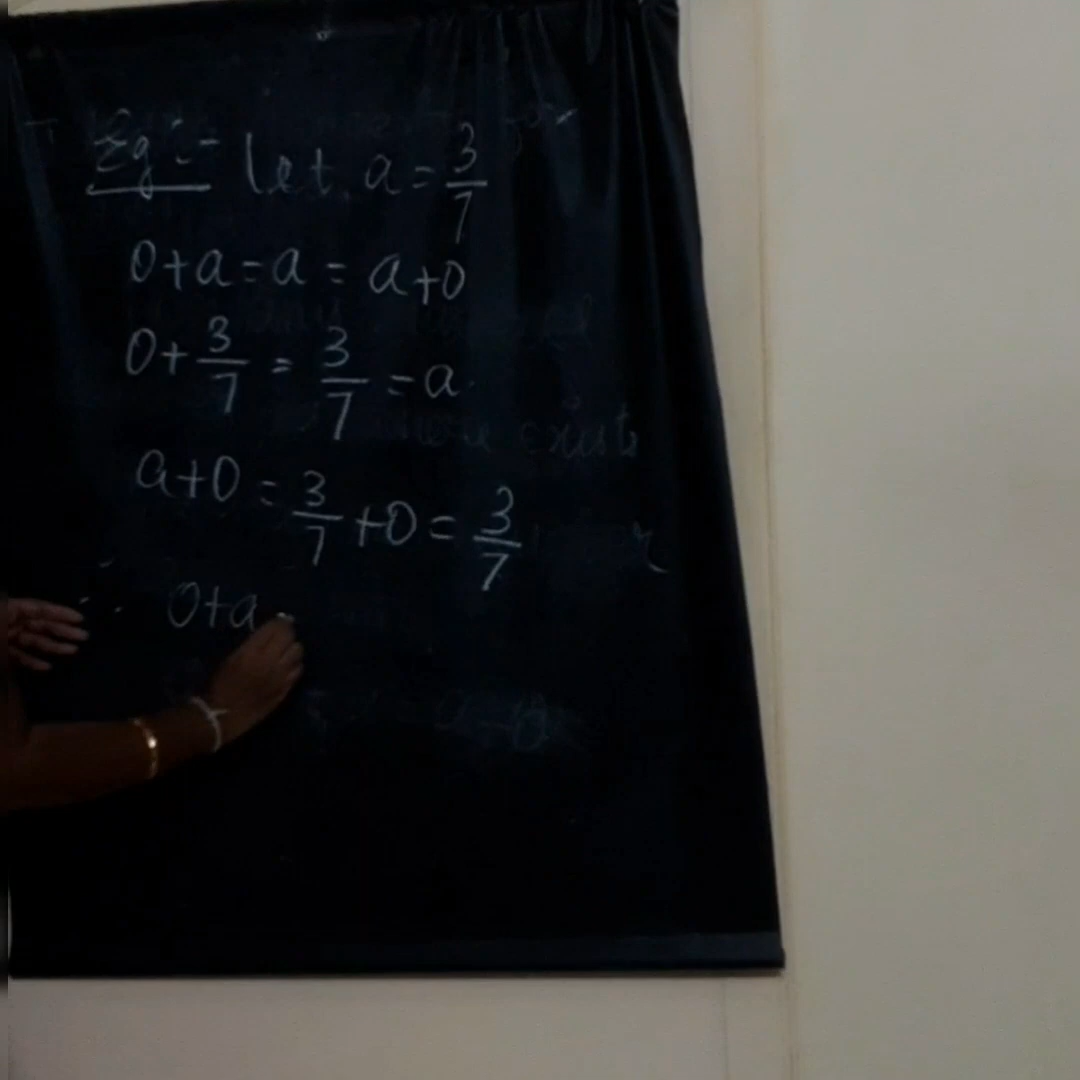 Eg :- let a = 3/7
0+a = a = a+0
0 + 3/7 = 3/7 = a
a+0 = 3/7 + 0 = 3/7
∴ 0+a =